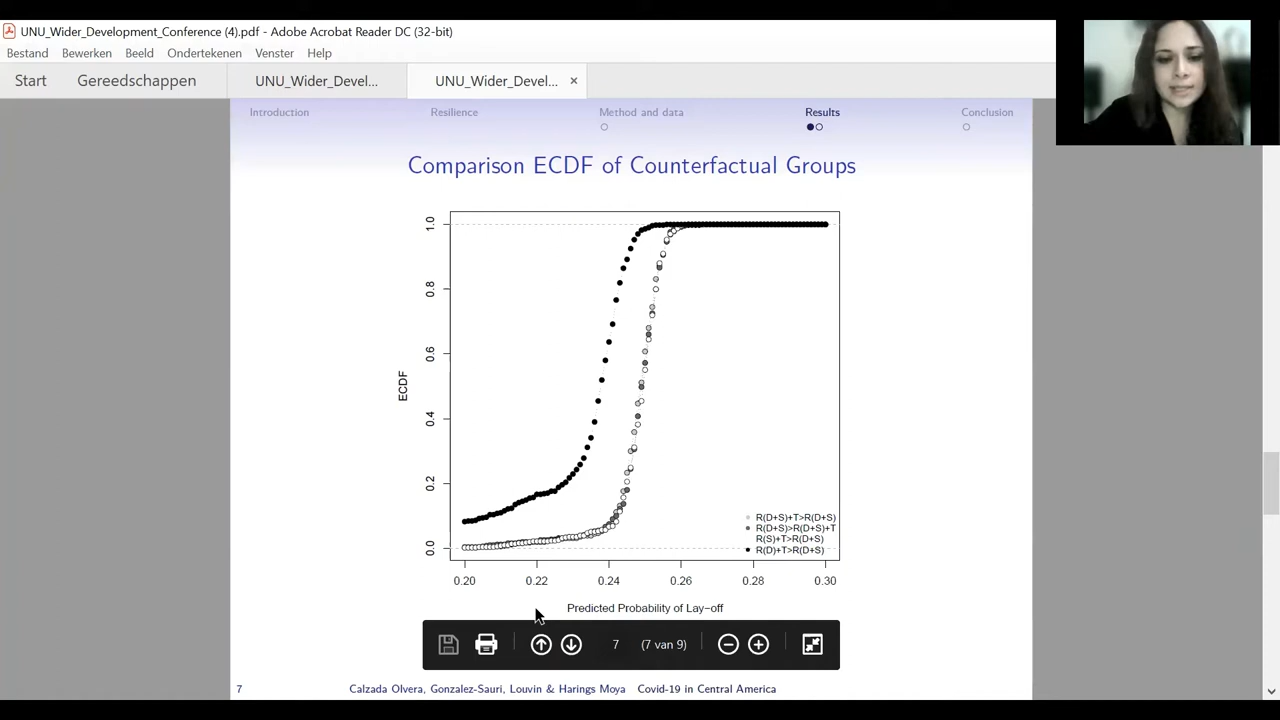 UNU_Wider_Development_Conference (4).pdf - Adobe Acrobat Reader DC (32-bit)
Bestand Bewerken Beeld Ondertekenen Venster Help
Start Gereedschappen UNU_Wider_Devel... UNU_Wider_Devel... ×
Introduction Resilience Method and data Results Conclusion
Comparison ECDF of Counterfactual Groups
1.0
0.8
0.6
0.4
0.2
0.0
ECDF
R(D+S)+T>R(D+S)
R(D+S)>R(D+S)+T
R(S)+T>R(D+S)
R(D)+T>R(D+S)
0.20 0.22 0.24 0.26 0.28 0.30
Predicted Probability of Lay−off
7 (7 van 9)
7 Calzada Olvera, Gonzalez-Sauri, Louvin & Harings Moya Covid-19 in Central America